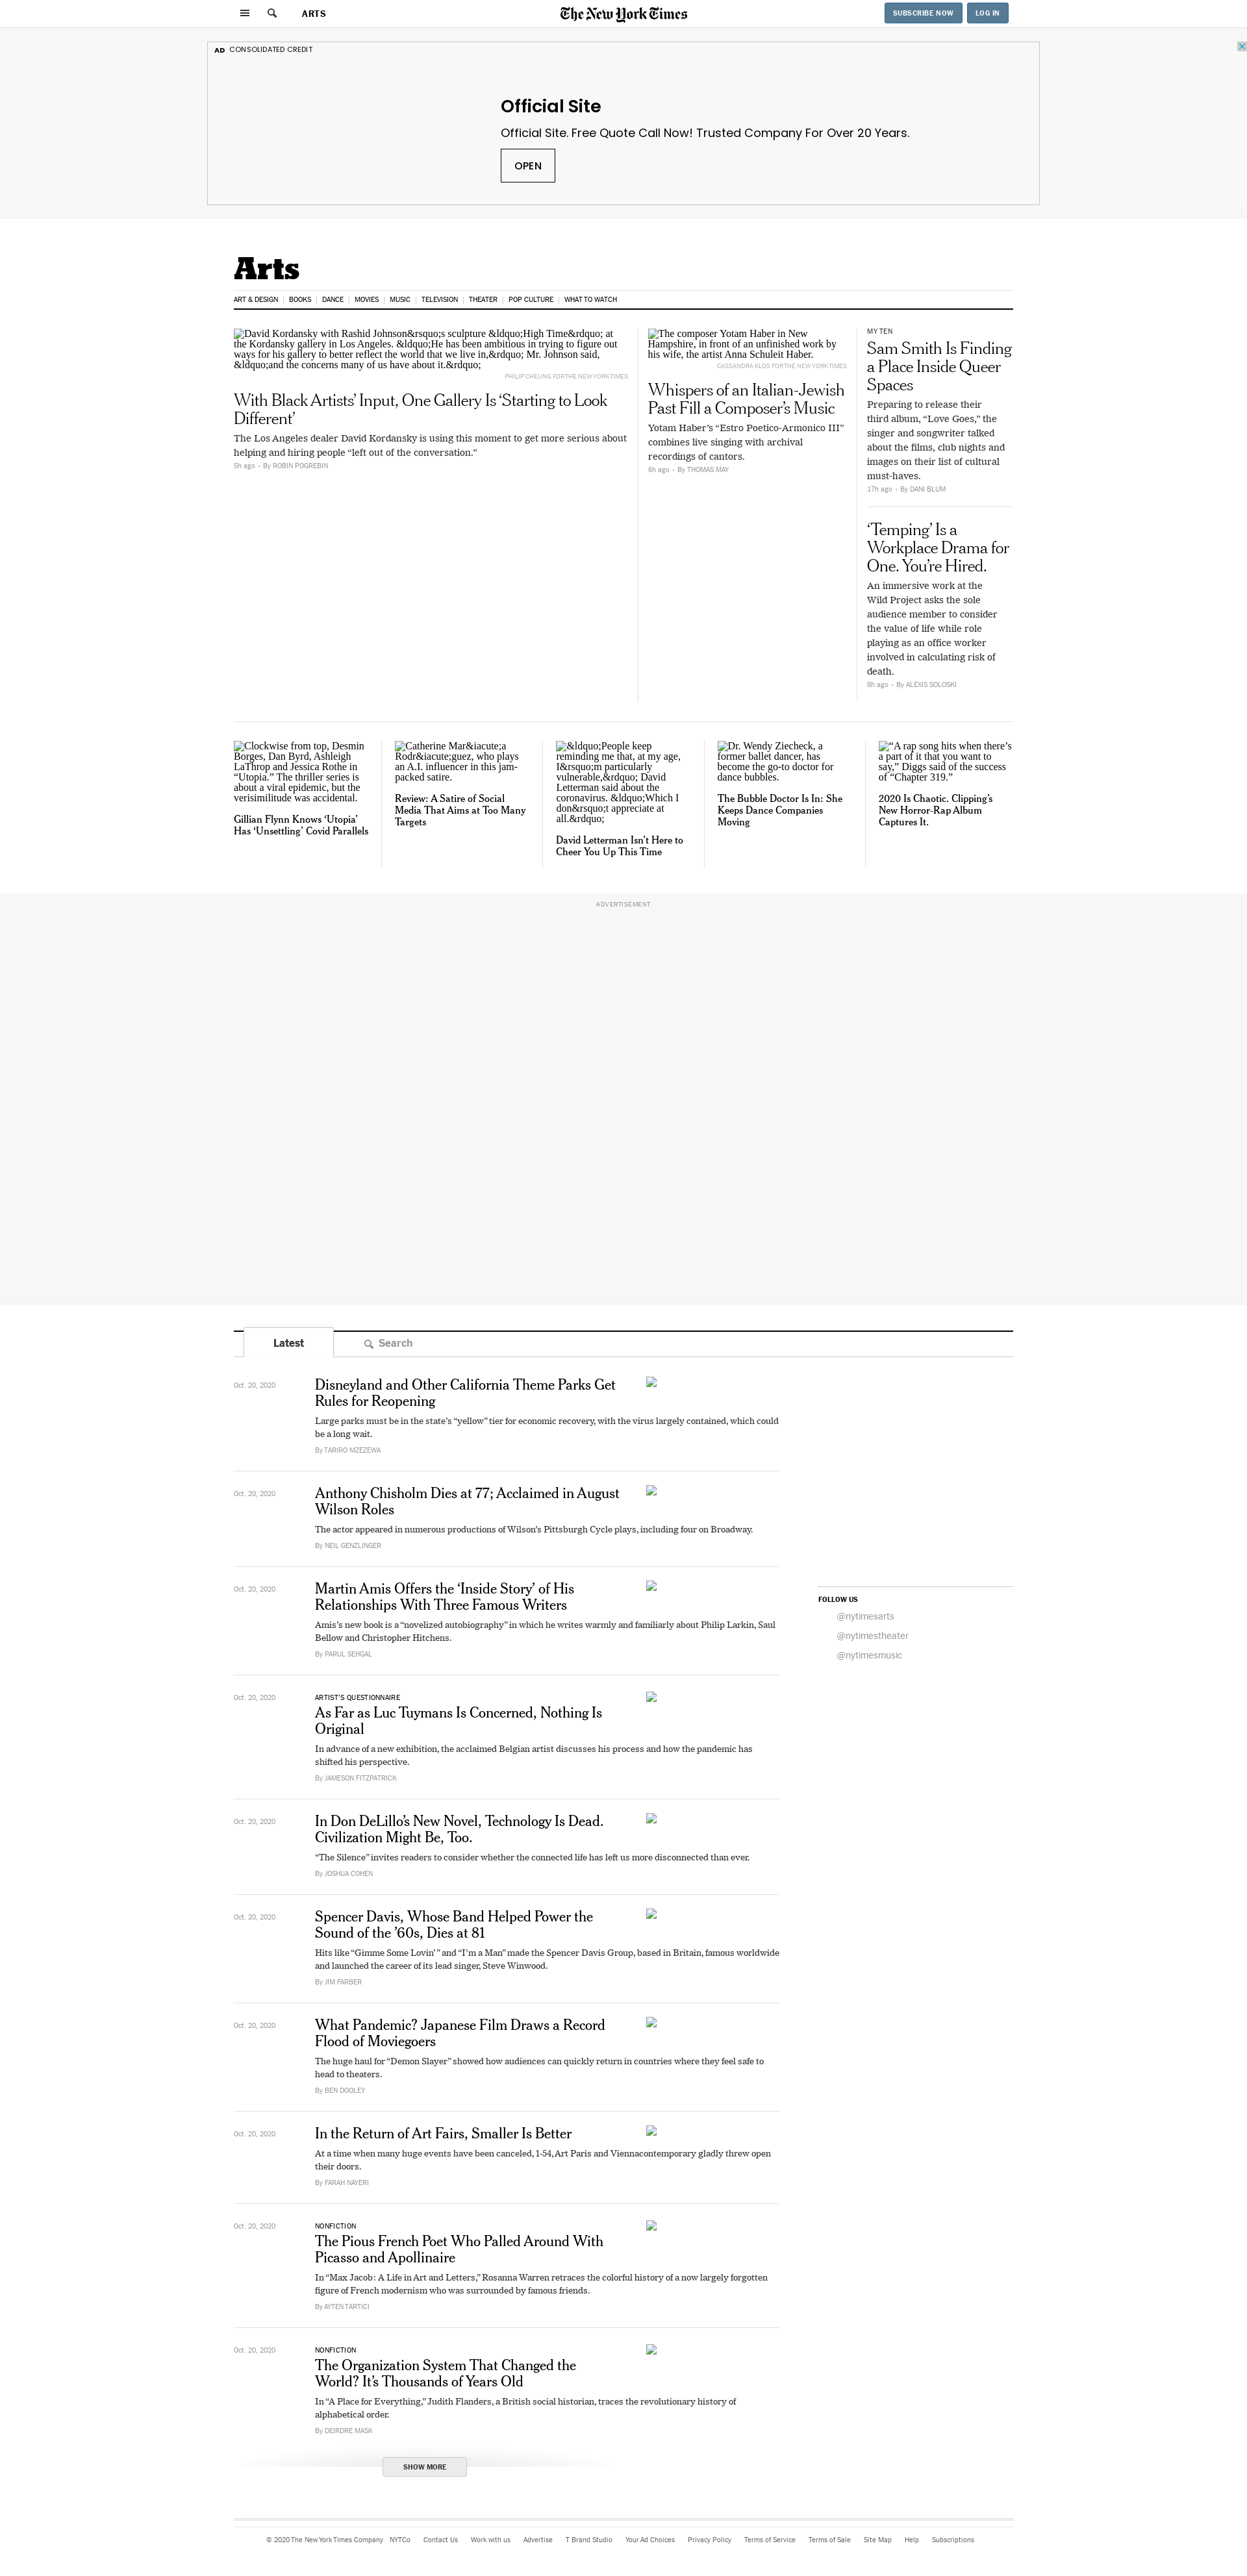 ARTS
The New York Times
SUBSCRIBE NOW
LOG IN
AD CONSOLIDATED CREDIT
Official Site
Official Site. Free Quote Call Now! Trusted Company For Over 20 Years.
OPEN
Arts
ART & DESIGN
BOOKS
DANCE
MOVIES
MUSIC
TELEVISION
THEATER
POP CULTURE
WHAT TO WATCH
David Kordansky with Rashid Johnson&rsquo;s sculpture &ldquo;High Time&rdquo; at
the Kordansky gallery in Los Angeles. &ldquo;He has been ambitious in trying to figure out
ways for his gallery to better reflect the world that we live in,&rdquo; Mr. Johnson said,
&ldquo;and the concerns many of us have about it.&rdquo;
PHILIP CHEUNG FOR THE NEW YORK TIMES
With Black Artists’ Input, One Gallery Is ‘Starting to Look
Different’
The Los Angeles dealer David Kordansky is using this moment to get more serious about
helping and hiring people “left out of the conversation.”
5h ago • By ROBIN POGREBIN
The composer Yotam Haber in New
Hampshire, in front of an unfinished work by
his wife, the artist Anna Schuleit Haber.
CASSANDRA KLOS FOR THE NEW YORK TIMES
Whispers of an Italian-Jewish
Past Fill a Composer’s Music
Yotam Haber’s “Estro Poetico-Armonico III”
combines live singing with archival
recordings of cantors.
6h ago • By THOMAS MAY
MY TEN
Sam Smith Is Finding
a Place Inside Queer
Spaces
Preparing to release their
third album, “Love Goes,” the
singer and songwriter talked
about the films, club nights and
images on their list of cultural
must-haves.
17h ago • By DANI BLUM
‘Temping’ Is a
Workplace Drama for
One. You’re Hired.
An immersive work at the
Wild Project asks the sole
audience member to consider
the value of life while role
playing as an office worker
involved in calculating risk of
death.
8h ago • By ALEXIS SOLOSKI
Clockwise from top, Desmin
Borges, Dan Byrd, Ashleigh
LaThrop and Jessica Rothe in
“Utopia.” The thriller series is
about a viral epidemic, but the
verisimilitude was accidental.
Gillian Flynn Knows ‘Utopia’
Has ‘Unsettling’ Covid Parallels
Catherine Mar&iacute;a
Rodr&iacute;guez, who plays
an A.I. influencer in this jam-
packed satire.
Review: A Satire of Social
Media That Aims at Too Many
Targets
&ldquo;People keep
reminding me that, at my age,
I&rsquo;m particularly
vulnerable,&rdquo; David
Letterman said about the
coronavirus. &ldquo;Which I
don&rsquo;t appreciate at
all.&rdquo;
David Letterman Isn’t Here to
Cheer You Up This Time
Dr. Wendy Ziecheck, a
former ballet dancer, has
become the go-to doctor for
dance bubbles.
The Bubble Doctor Is In: She
Keeps Dance Companies
Moving
“A rap song hits when there’s
a part of it that you want to
say,” Diggs said of the success
of “Chapter 319.”
2020 Is Chaotic. Clipping’s
New Horror-Rap Album
Captures It.
ADVERTISEMENT
Latest
Search
Oct. 20, 2020
Disneyland and Other California Theme Parks Get
Rules for Reopening
Large parks must be in the state’s “yellow” tier for economic recovery, with the virus largely contained, which could
be a long wait.
By TARIRO MZEZEWA
Oct. 20, 2020
Anthony Chisholm Dies at 77; Acclaimed in August
Wilson Roles
The actor appeared in numerous productions of Wilson’s Pittsburgh Cycle plays, including four on Broadway.
By NEIL GENZLINGER
Oct. 20, 2020
Martin Amis Offers the ‘Inside Story’ of His
Relationships With Three Famous Writers
Amis’s new book is a “novelized autobiography” in which he writes warmly and familiarly about Philip Larkin, Saul
Bellow and Christopher Hitchens.
By PARUL SEHGAL
FOLLOW US
@nytimesarts
@nytimestheater
@nytimesmusic
Oct. 20, 2020
ARTIST’S QUESTIONNAIRE
As Far as Luc Tuymans Is Concerned, Nothing Is
Original
In advance of a new exhibition, the acclaimed Belgian artist discusses his process and how the pandemic has
shifted his perspective.
By JAMESON FITZPATRICK
Oct. 20, 2020
In Don DeLillo’s New Novel, Technology Is Dead.
Civilization Might Be, Too.
“The Silence” invites readers to consider whether the connected life has left us more disconnected than ever.
By JOSHUA COHEN
Oct. 20, 2020
Spencer Davis, Whose Band Helped Power the
Sound of the ’60s, Dies at 81
Hits like “Gimme Some Lovin’ ” and “I’m a Man” made the Spencer Davis Group, based in Britain, famous worldwide
and launched the career of its lead singer, Steve Winwood.
By JIM FARBER
Oct. 20, 2020
What Pandemic? Japanese Film Draws a Record
Flood of Moviegoers
The huge haul for “Demon Slayer” showed how audiences can quickly return in countries where they feel safe to
head to theaters.
By BEN DOOLEY
Oct. 20, 2020
In the Return of Art Fairs, Smaller Is Better
At a time when many huge events have been canceled, 1-54, Art Paris and Viennacontemporary gladly threw open
their doors.
By FARAH NAYERI
Oct. 20, 2020
NONFICTION
The Pious French Poet Who Palled Around With
Picasso and Apollinaire
In “Max Jacob: A Life in Art and Letters,” Rosanna Warren retraces the colorful history of a now largely forgotten
figure of French modernism who was surrounded by famous friends.
By AYTEN TARTICI
Oct. 20, 2020
NONFICTION
The Organization System That Changed the
World? It’s Thousands of Years Old
In “A Place for Everything,” Judith Flanders, a British social historian, traces the revolutionary history of
alphabetical order.
By DEIRDRE MASK
SHOW MORE
© 2020 The New York Times Company NYTCo Contact Us Work with us Advertise T Brand Studio Your Ad Choices Privacy Policy Terms of Service Terms of Sale Site Map Help Subscriptions